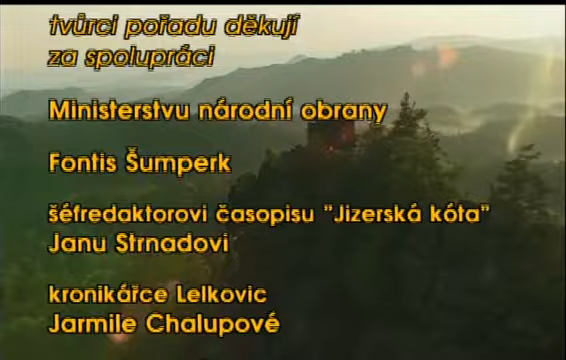 tvůrci pořadu děkují
za spolupráci
Ministerstvu národní obrany
Fontis Šumperk
šéfredaktorovi časopisu "Jizerská kóta"
Janu Strnadovi
kronikářce Lelkovic
Jarmile Chalupové